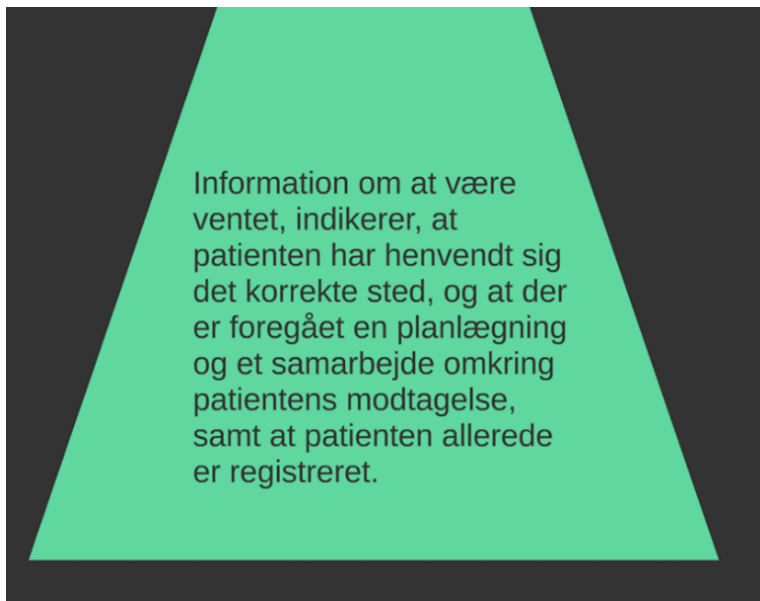 Information om at være
ventet, indikerer, at
patienten har henvendt sig
det korrekte sted, og at der
er foregået en planlægning
og et samarbejde omkring
patientens modtagelse,
samt at patienten allerede
er registreret.